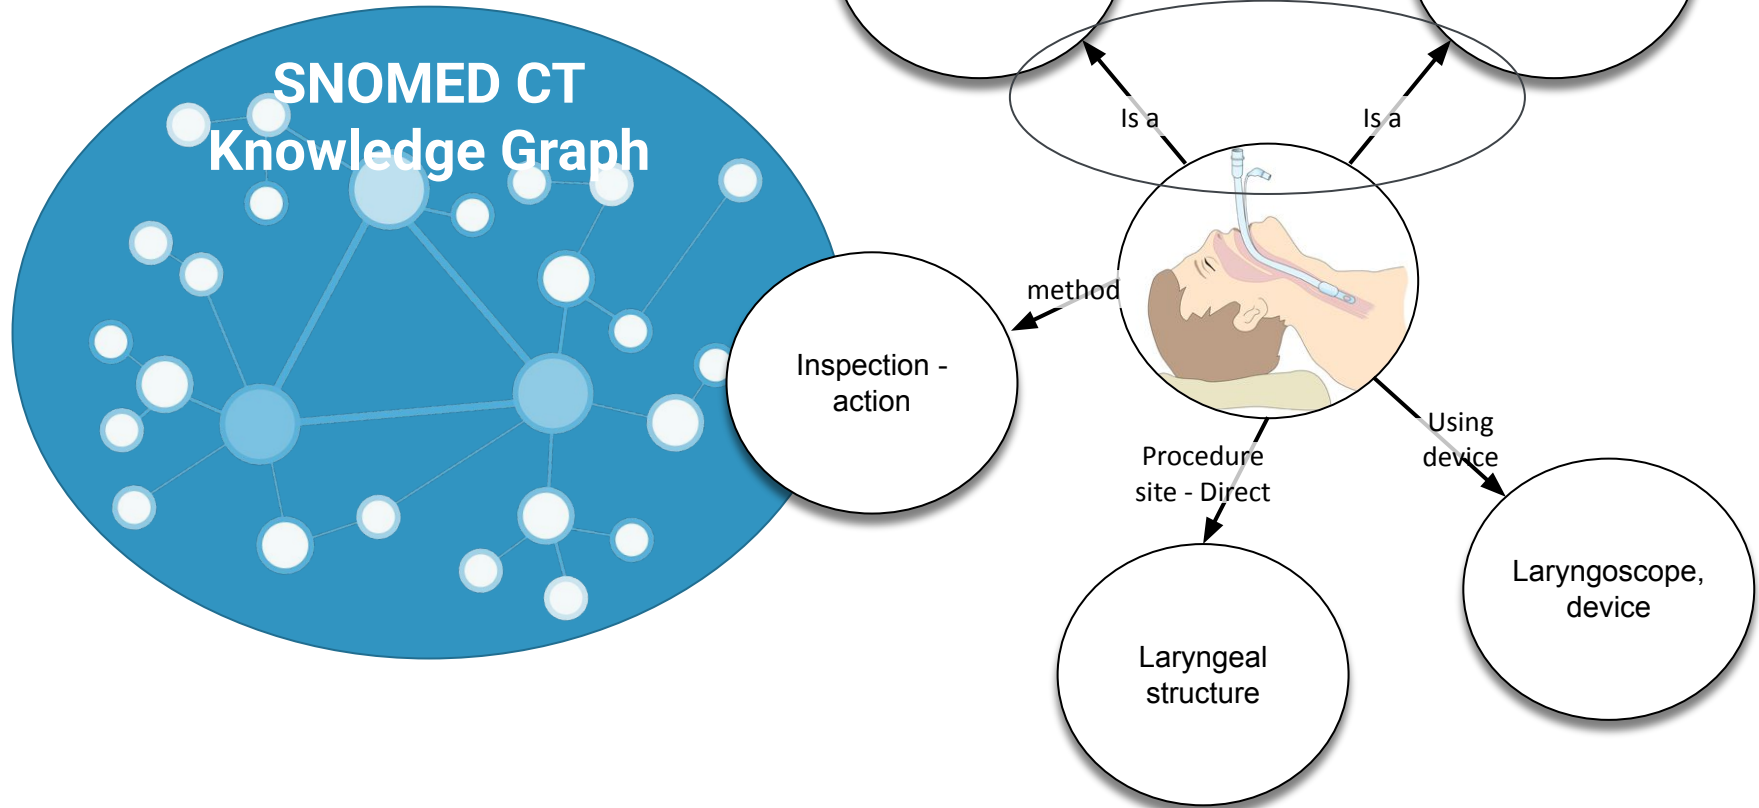 SNOMED CT
Knowledge Graph
Is a
Is a
method
Inspection -
action
Using
device
Procedure
site - Direct
Laryngoscope,
device
Laryngeal
structure